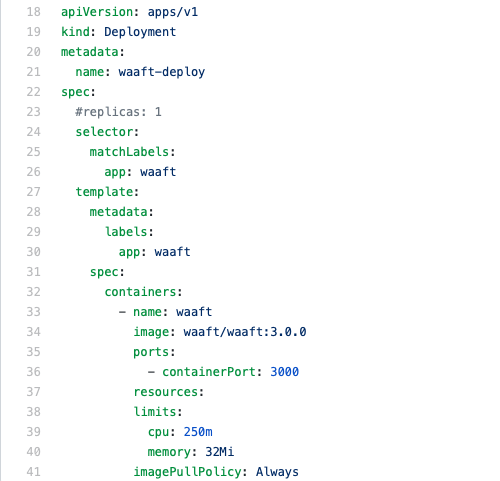 18 apiVersion: apps/v1
19 kind: Deployment
20 metadata:
21   name: waaft-deploy
22 spec:
23   #replicas: 1
24   selector:
25     matchLabels:
26       app: waaft
27   template:
28     metadata:
29       labels:
30         app: waaft
31     spec:
32       containers:
33         - name: waaft
34           image: waaft/waaft:3.0.0
35           ports:
36             - containerPort: 3000
37           resources:
38           limits:
39             cpu: 250m
40             memory: 32Mi
41           imagePullPolicy: Always